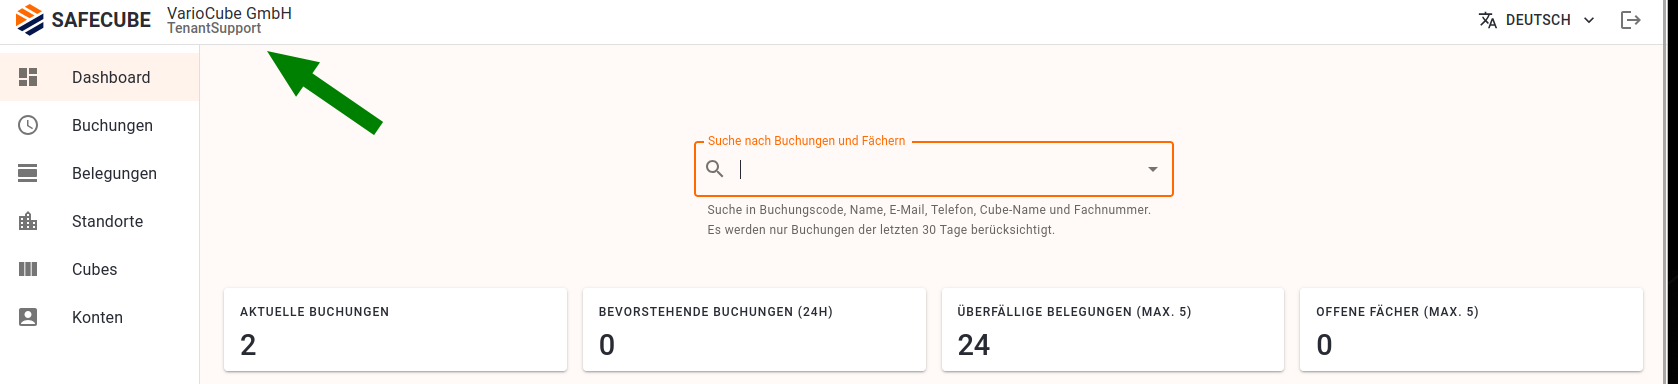 SAFECUBE
VarioCube GmbH
TenantSupport
DEUTSCH
Dashboard
Buchungen
Belegungen
Standorte
Cubes
Konten
Suche nach Buchungen und Fächern
Suche in Buchungscode, Name, E-Mail, Telefon, Cube-Name und Fachnummer.
Es werden nur Buchungen der letzten 30 Tage berücksichtigt.
AKTUELLE BUCHUNGEN
2
BEVORSTEHENDE BUCHUNGEN (24H)
0
ÜBERFÄLLIGE BELEGUNGEN (MAX. 5)
24
OFFENE FÄCHER (MAX. 5)
0